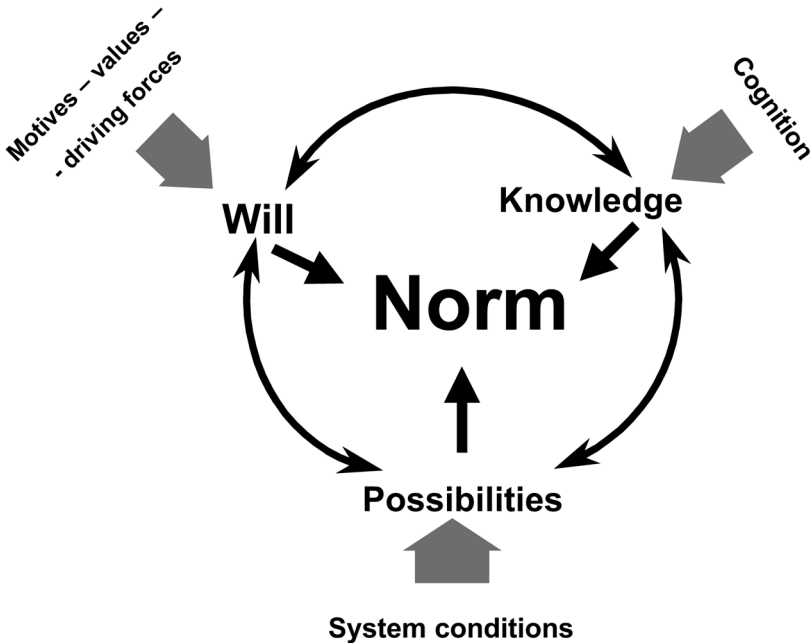 Motives – values –
- driving forces
Cognition
Will
Knowledge
Norm
Possibilities
System conditions